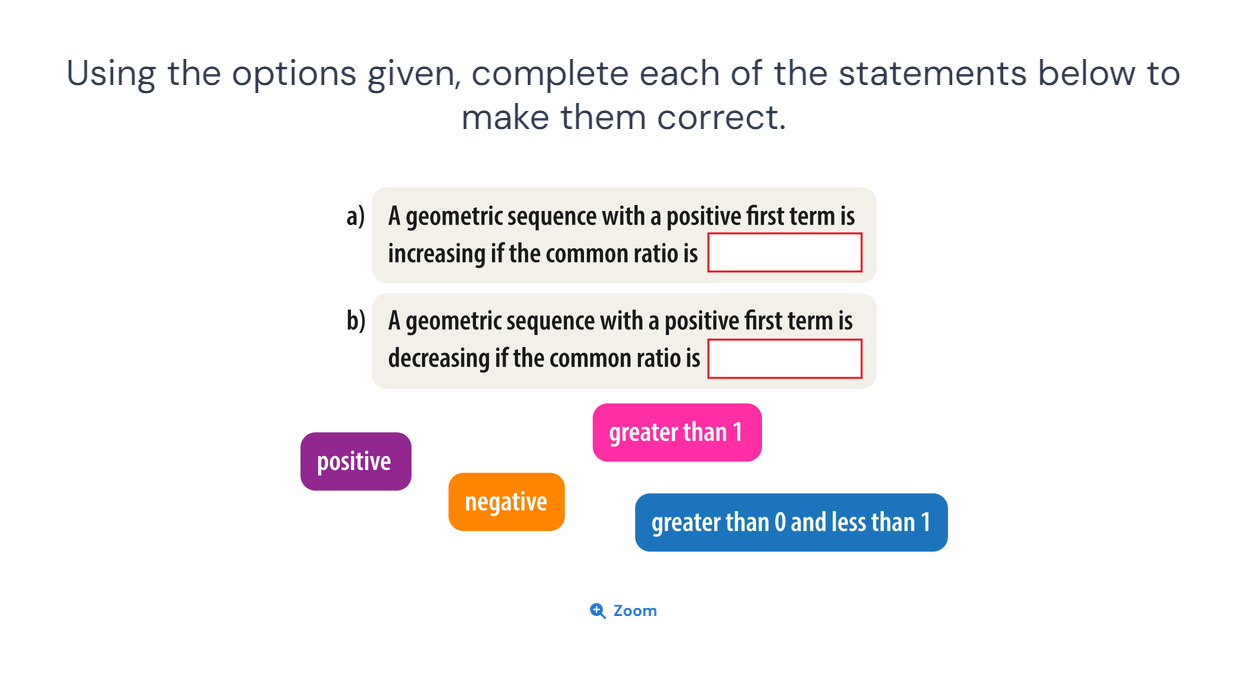 Using the options given, complete each of the statements below to
make them correct.
a) A geometric sequence with a positive first term is
increasing if the common ratio is
b) A geometric sequence with a positive first term is
decreasing if the common ratio is
greater than 1
positive
negative
greater than 0 and less than 1
Zoom